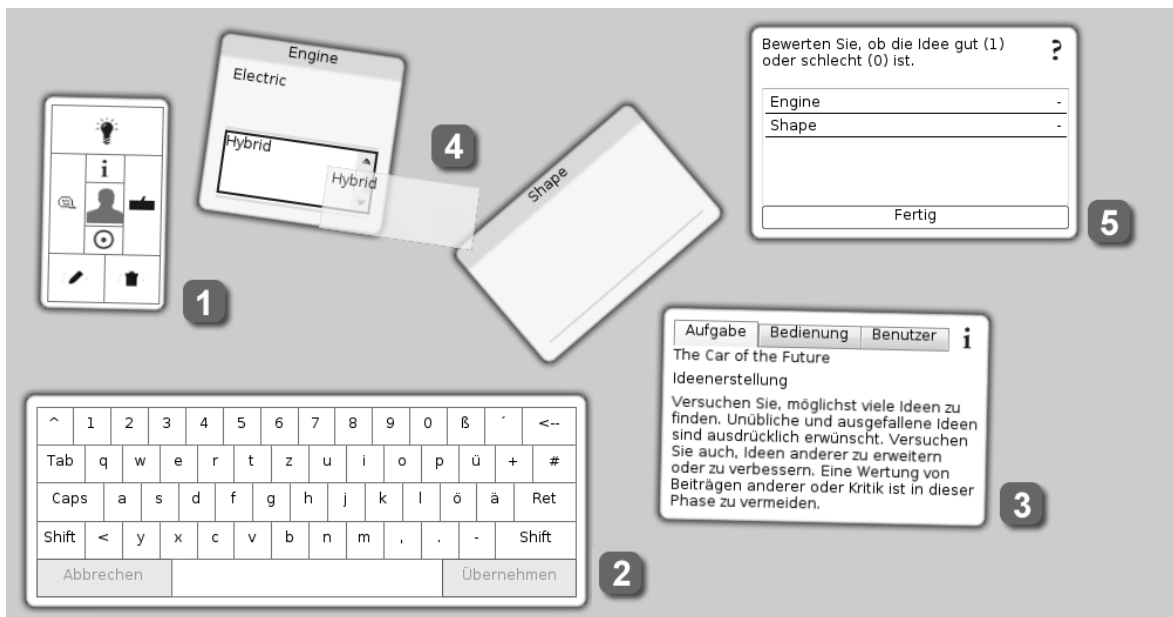 i
1
Engine
Electric
Hybrid
Hybrid
4
Shape
Bewerten Sie, ob die Idee gut (1)
oder schlecht (0) ist.
?
Engine -
Shape -
Fertig
5
Aufgabe Bedienung Benutzer i
The Car of the Future
Ideenerstellung
Versuchen Sie, möglichst viele Ideen zu
finden. Unübliche und ausgefallene Ideen
sind ausdrücklich erwünscht. Versuchen
Sie auch, Ideen anderer zu erweitern
oder zu verbessern. Eine Wertung von
Beiträgen anderer oder Kritik ist in dieser
Phase zu vermeiden.
3
^ 1 2 3 4 5 6 7 8 9 0 ß ´ <--
Tab q w e r t z u i o p ü + #
Caps a s d f g h j k l ö ä Ret
Shift < y x c v b n m , . - Shift
Abbrechen Übernehmen
2